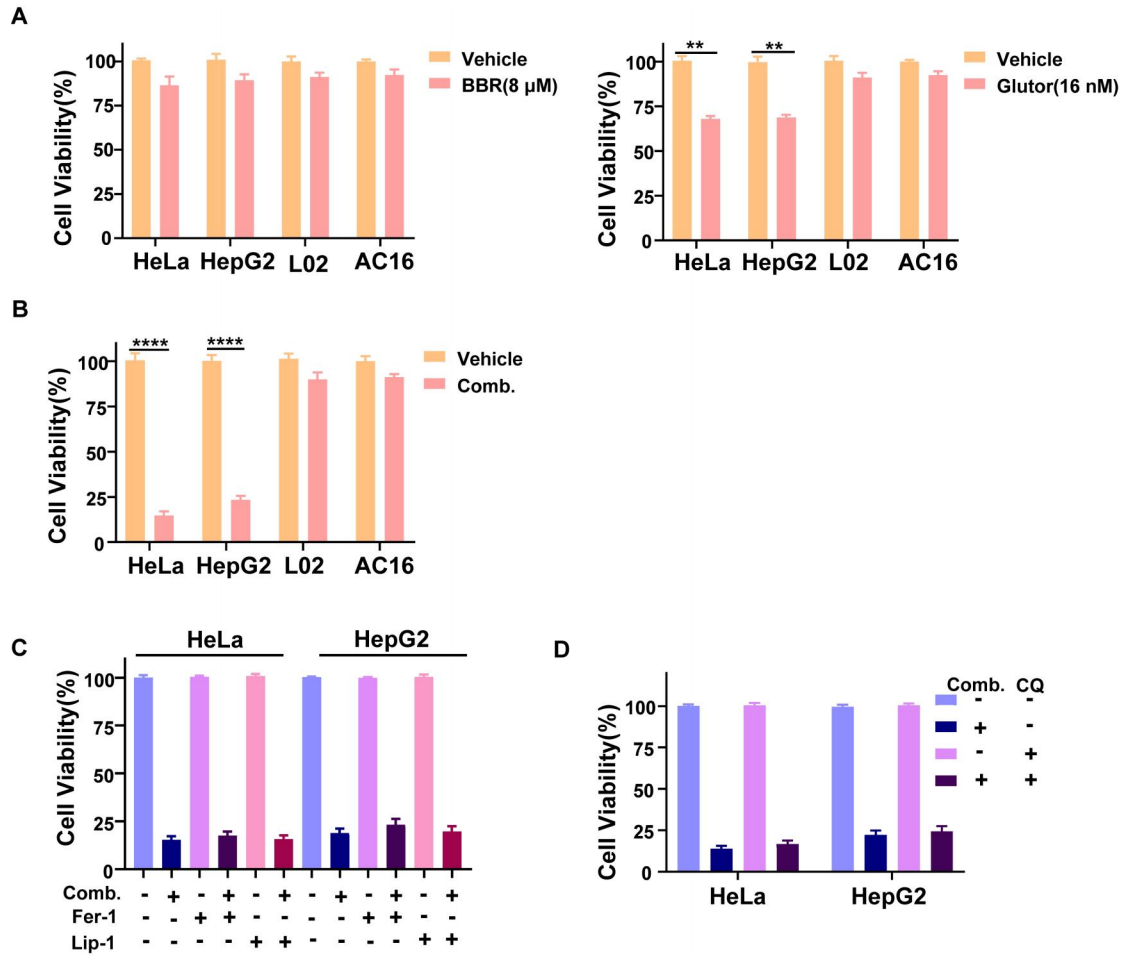 A
Cell Viability(%)
100
75
50
25
0
HeLa HepG2 L02 AC16
Vehicle
BBR(8 μM)
Cell Viability(%)
100
75
50
25
0
** **
HeLa HepG2 L02 AC16
Vehicle
Glutor(16 nM)
B
Cell Viability(%)
100
75
50
25
0
**** ****
HeLa HepG2 L02 AC16
Vehicle
Comb.
C
HeLa HepG2
Cell Viability(%)
100
75
50
25
0
Comb. - + - + - + - + - + - +
Fer-1 - - + + - - - - + + - -
Lip-1 - - - - + + - - - - + +
D
Cell Viability(%)
100
75
50
25
0
HeLa HepG2
Comb. CQ
- -
+ -
- +
+ +